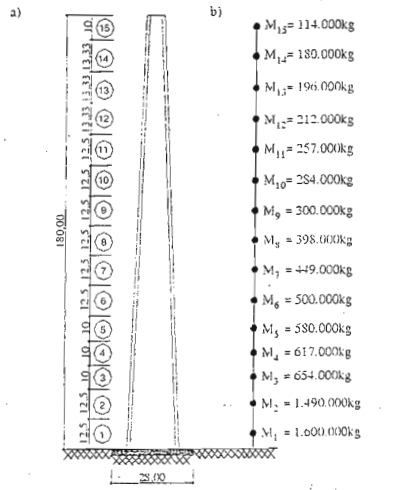 a)
b)
10 15 M₁₅= 114.000kg
13,33 14 M₁₄= 180.000kg
13,33 13 M₁₃= 196.000kg
13,33 12 M₁₂= 212.000kg
12,5 11 M₁₁= 257.000kg
12,5 10 M₁₀= 284.000kg
12,5 9 M₉ = 300.000kg
12,5 8 M₈ = 398.000kg
12,5 7 M₇ = 449.000kg
12,5 6 M₆ = 500.000kg
10 5 M₅ = 580.000kg
10 4 M₄ = 617.000kg
10 3 M₃ = 654.000kg
12,5 2 M₂ = 1.490.000kg
12,5 1 M₁ = 1.600.000kg
180,00
28,00